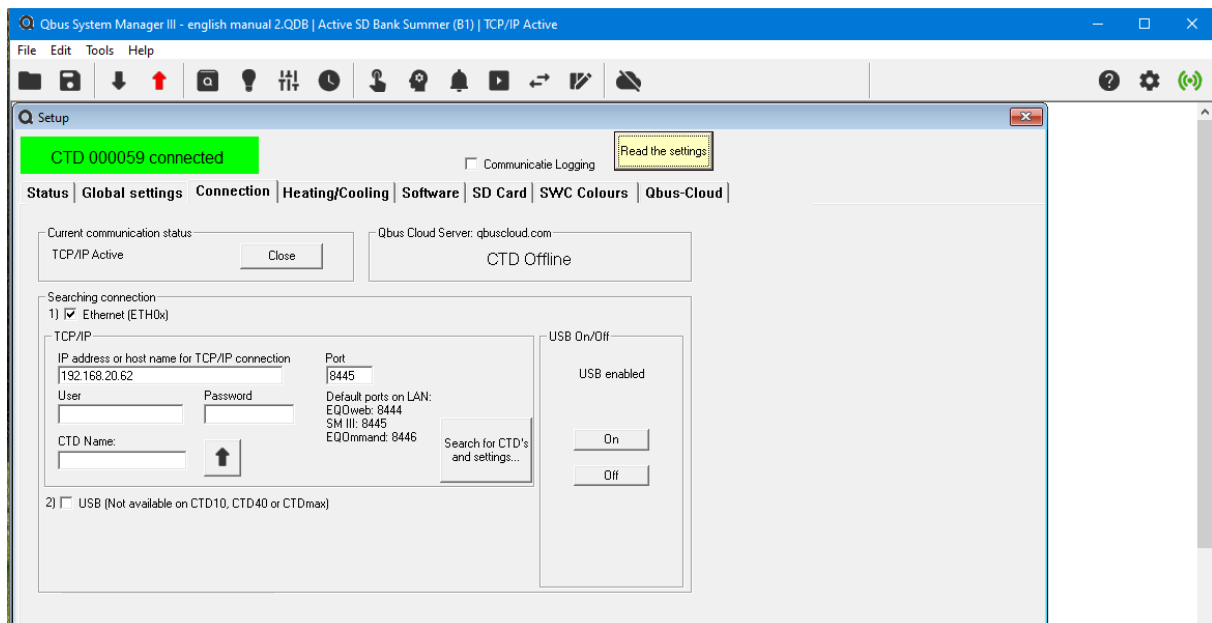 Qbus System Manager III - english manual 2.QDB | Active SD Bank Summer (B1) | TCP/IP Active
File Edit Tools Help
Setup
CTD 000059 connected
Communicatie Logging
Read the settings
Status Global settings Connection Heating/Cooling Software SD Card SWC Colours Qbus-Cloud
Current communication status
TCP/IP Active
Close
Qbus Cloud Server: qbuscloud.com
CTD Offline
Searching connection
1) Ethernet (ETH0x)
TCP/IP
IP address or host name for TCP/IP connection
192.168.20.62
Port
8445
User
Password
Default ports on LAN:
EQOweb: 8444
SM III: 8445
EQOmmand: 8446
CTD Name:
Search for CTD's
and settings...
USB On/Off
USB enabled
On
Off
2) USB (Not available on CTD10, CTD40 or CTDmax)